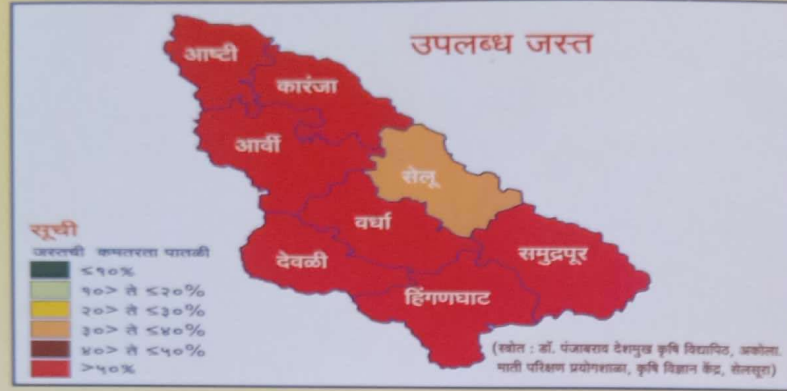 उपलब्ध जस्त
आष्टी
कारंजा
आर्वी
सेलू
वर्धा
समुद्रपूर
देवळी
हिंगणघाट
सूची
जस्तची कमतरता पातळी
≤१०%
१०> ते ≤२०%
२०> ते ≤३०%
३०> ते ≤४०%
४०> ते ≤५०%
>५०%
(स्त्रोत : डॉ. पंजाबराव देशमुख कृषि विद्यापिठ, अकोला.
माती परिक्षण प्रयोगशाळा, कृषि विज्ञान केंद्र, सेलसूरा)